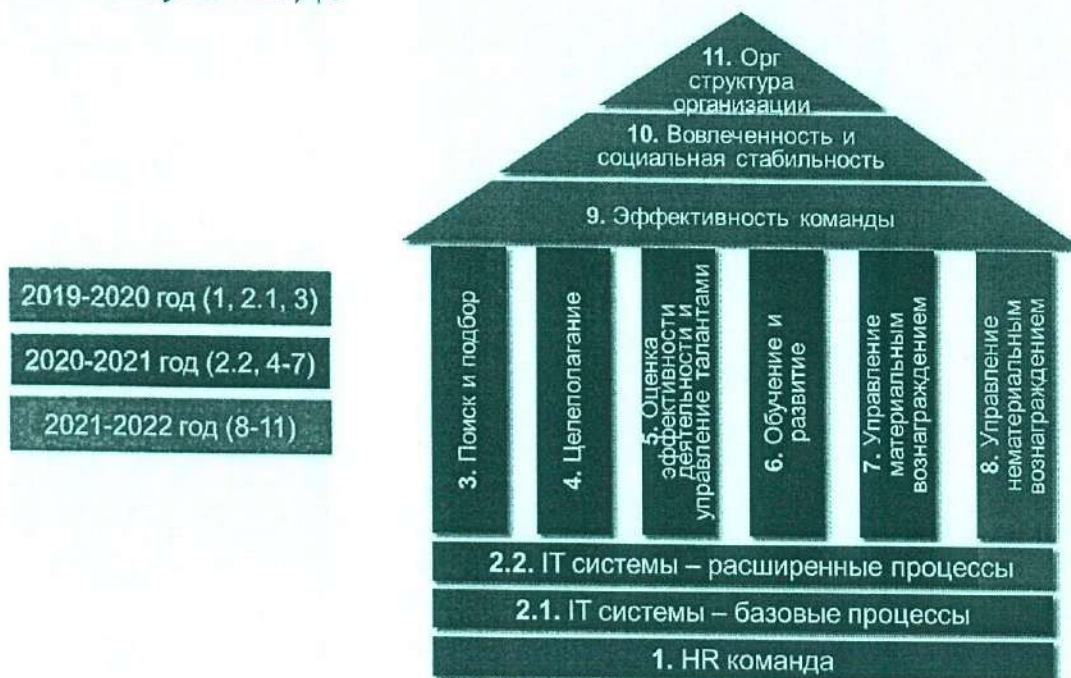 11. Орг
структура
организации
10. Вовлеченность и
социальная стабильность
9. Эффективность команды
2019-2020 год (1, 2.1, 3)
2020-2021 год (2.2, 4-7)
2021-2022 год (8-11)
3. Поиск и подбор
4. Целеполагание
5. Оценка
эффективности
деятельности и
управление талантами
6. Обучение и
развитие
7. Управление
материальным
вознаграждением
8. Управление
нематериальным
вознаграждением
2.2. IT системы – расширенные процессы
2.1. IT системы – базовые процессы
1. HR команда